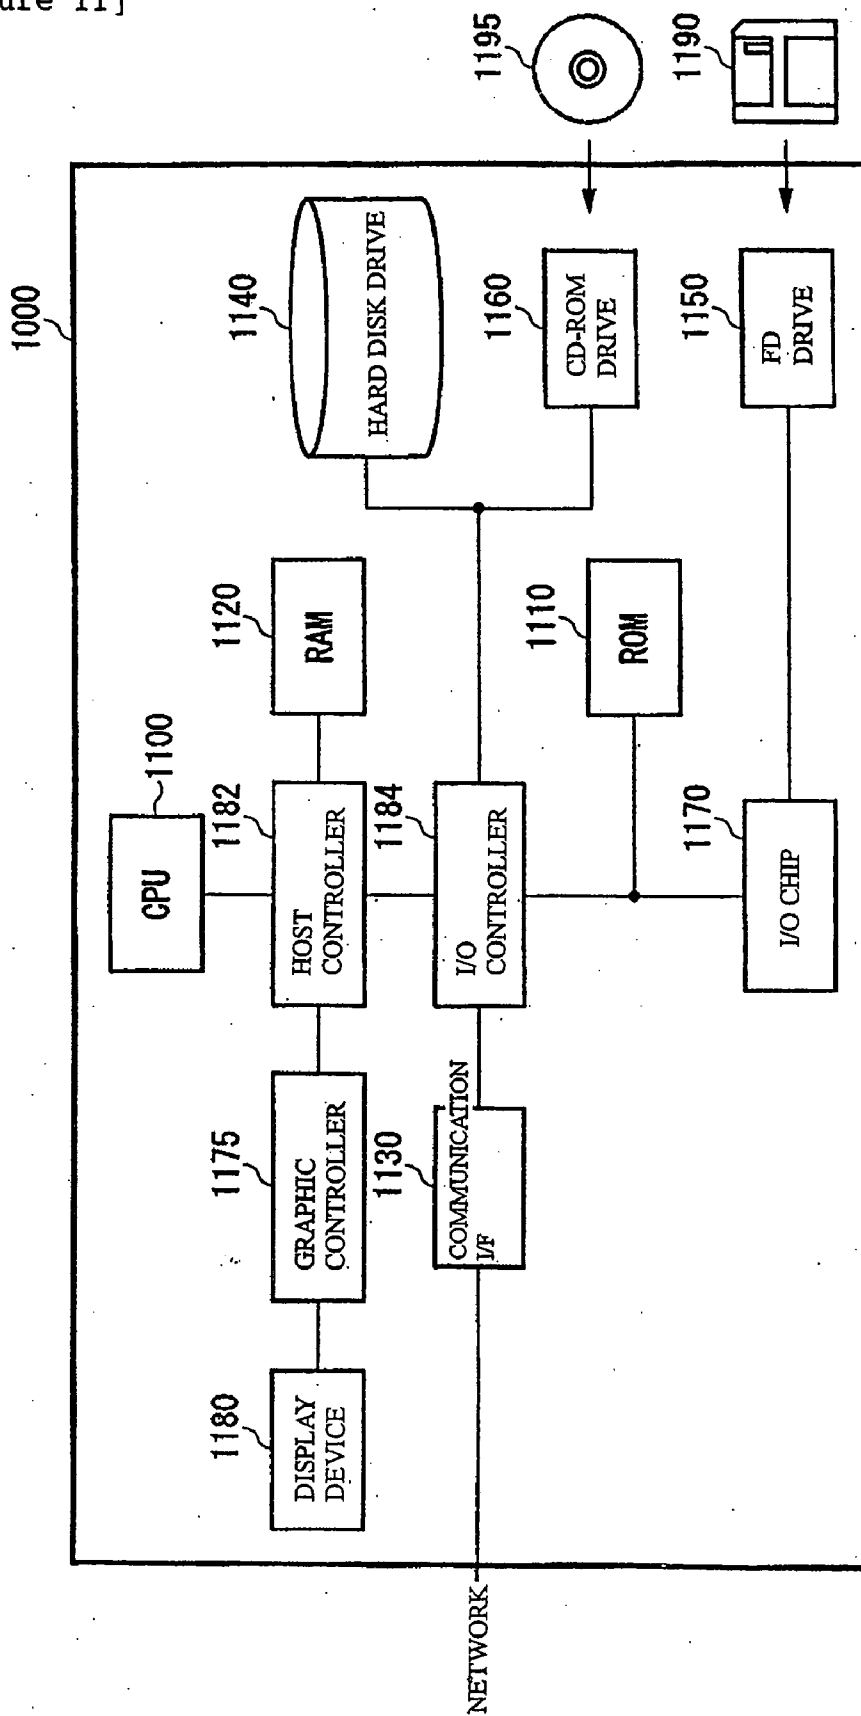 ure 11]
1000
1100
CPU
1180
DISPLAY
DEVICE
1175
GRAPHIC
CONTROLLER
1182
HOST
CONTROLLER
1120
RAM
1140
HARD DISK DRIVE
NETWORK
1130
COMMUNICATION
I/F
1184
I/O
CONTROLLER
1160
CD-ROM
DRIVE
1195
1110
ROM
1170
I/O CHIP
1150
FD
DRIVE
1190